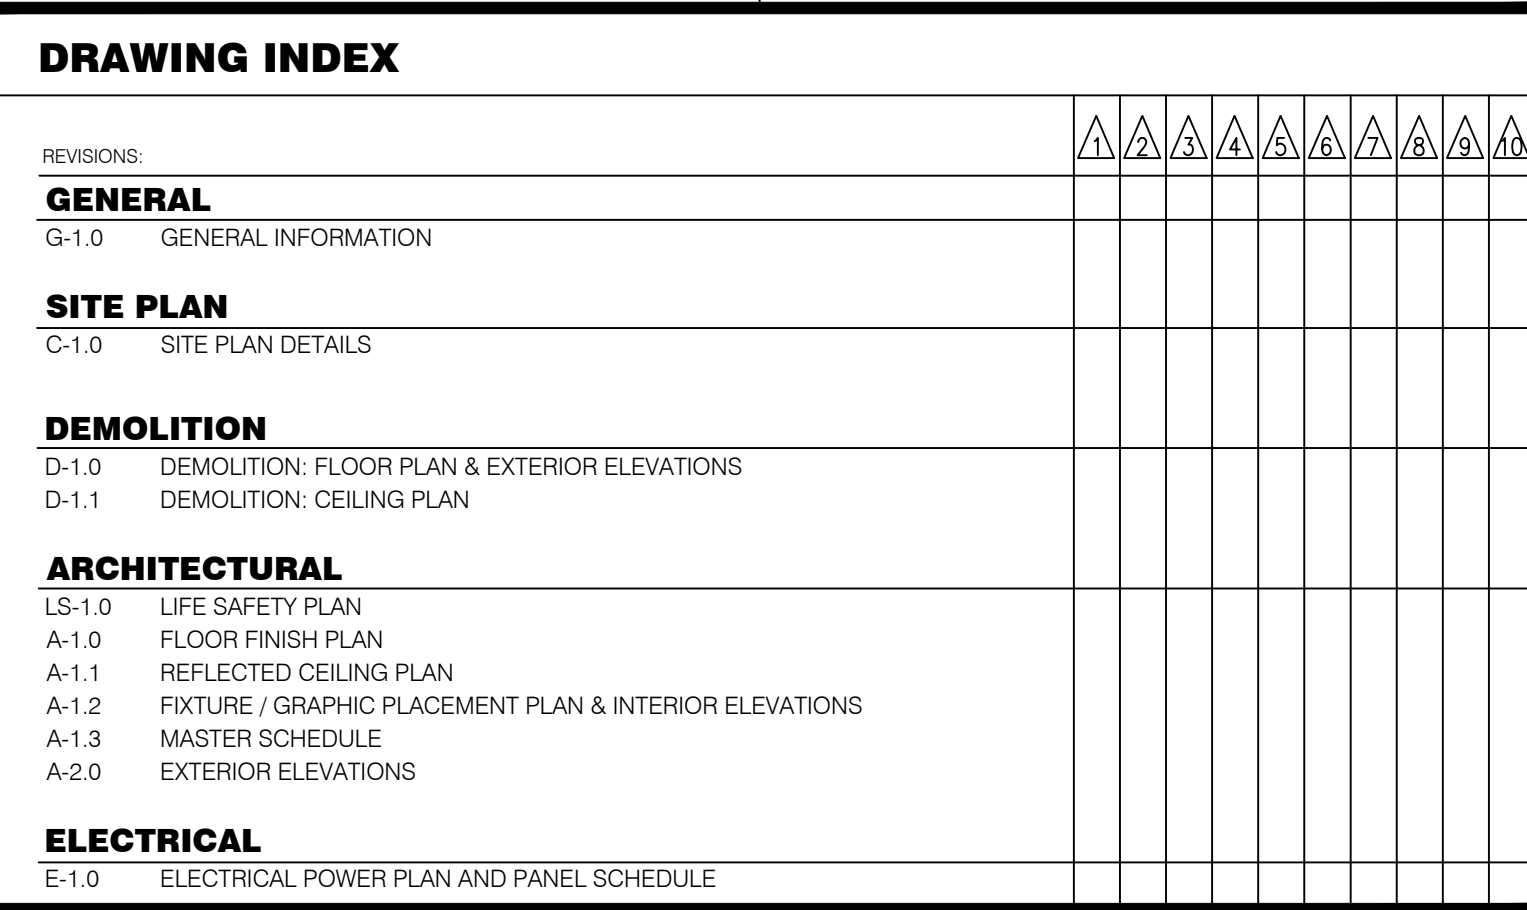 DRAWING INDEX
REVISIONS: 1 2 3 4 5 6 7 8 9 10
GENERAL
G-1.0 GENERAL INFORMATION
SITE PLAN
C-1.0 SITE PLAN DETAILS
DEMOLITION
D-1.0 DEMOLITION: FLOOR PLAN & EXTERIOR ELEVATIONS
D-1.1 DEMOLITION: CEILING PLAN
ARCHITECTURAL
LS-1.0 LIFE SAFETY PLAN
A-1.0 FLOOR FINISH PLAN
A-1.1 REFLECTED CEILING PLAN
A-1.2 FIXTURE / GRAPHIC PLACEMENT PLAN & INTERIOR ELEVATIONS
A-1.3 MASTER SCHEDULE
A-2.0 EXTERIOR ELEVATIONS
ELECTRICAL
E-1.0 ELECTRICAL POWER PLAN AND PANEL SCHEDULE